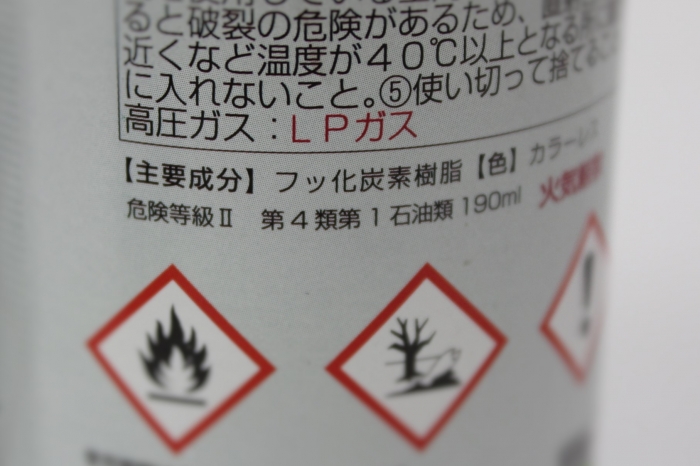 ると破裂の危険があるため、
近くなど温度が４０℃以上となる
に入れないこと。⑤使い切って捨てること
高圧ガス：ＬＰガス
【主要成分】 フッ化炭素樹脂 【色】 カラーレス
危険等級Ⅱ 第4類第1石油類 190ml 火気厳禁